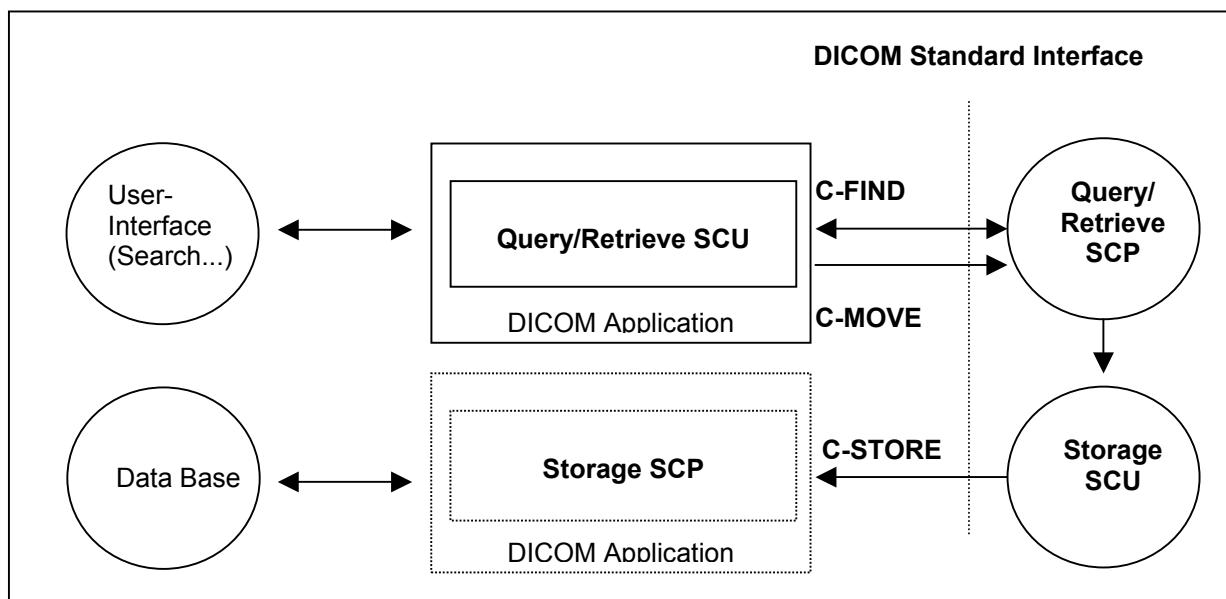 DICOM Standard Interface
User-
Interface
(Search...)
Query/Retrieve SCU
DICOM Application
C-FIND
C-MOVE
Query/
Retrieve
SCP
Data Base
Storage SCP
DICOM Application
C-STORE
Storage
SCU